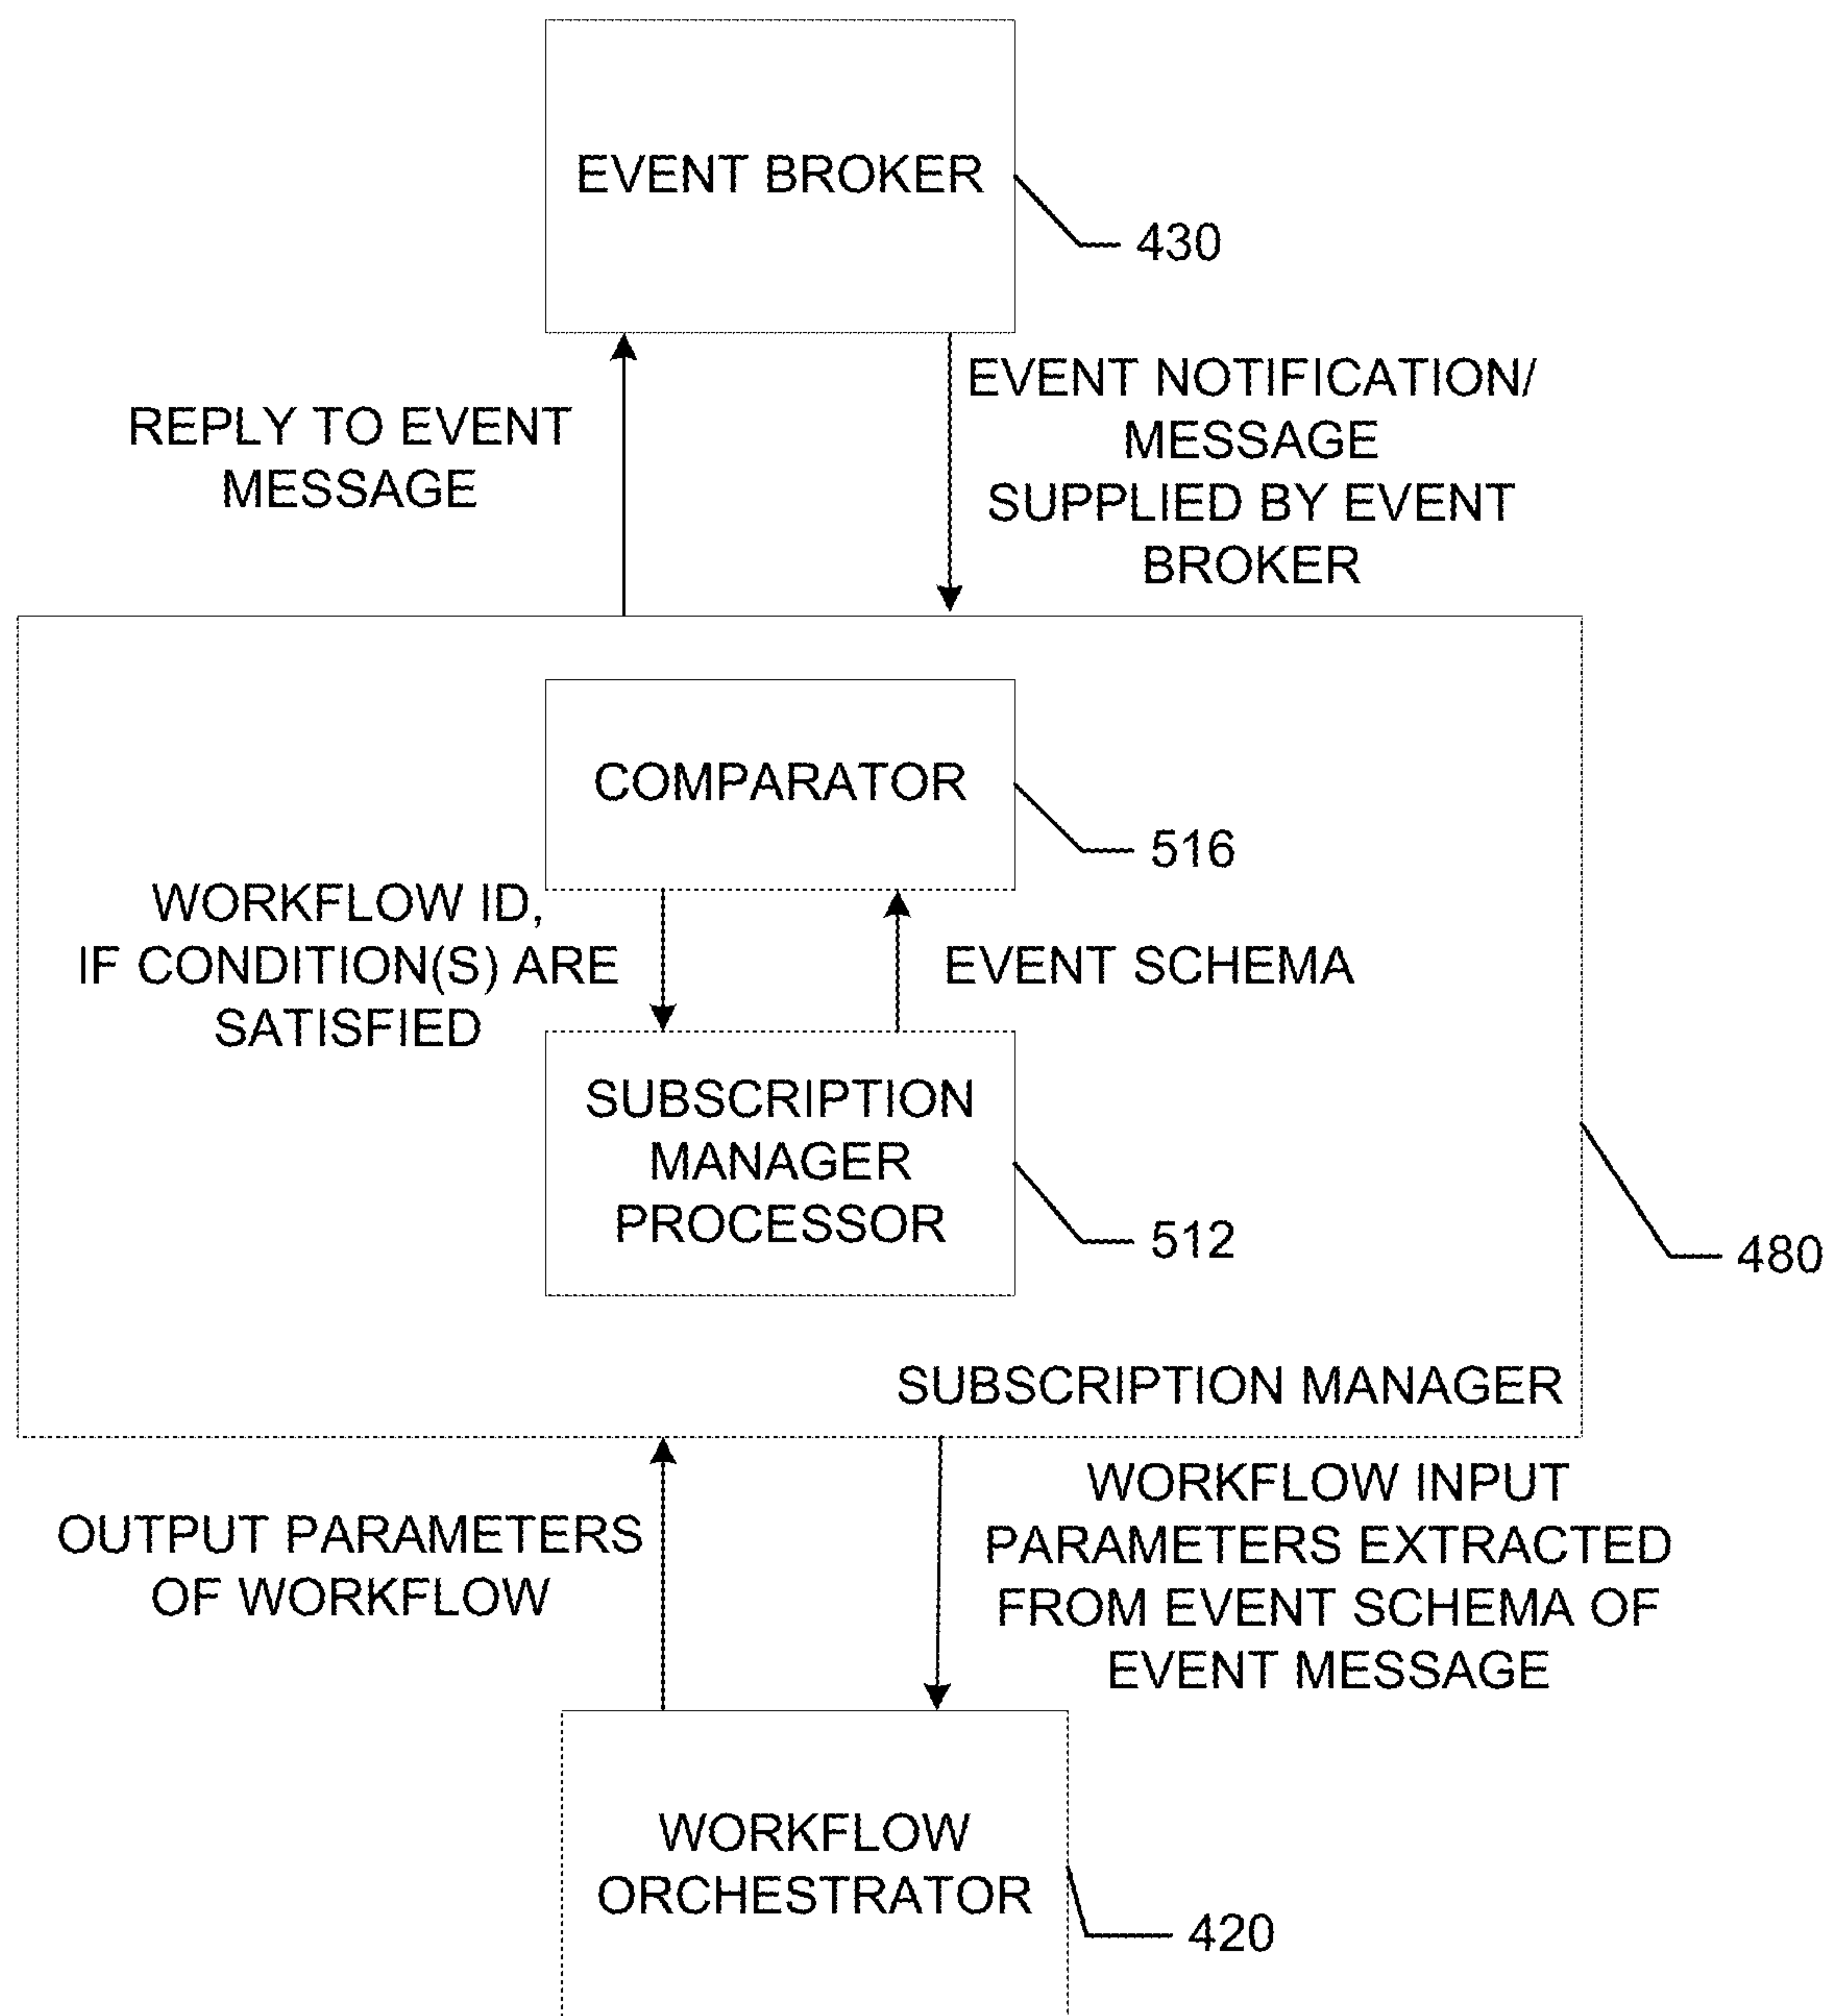 EVENT BROKER
430
REPLY TO EVENT
MESSAGE
EVENT NOTIFICATION/
MESSAGE
SUPPLIED BY EVENT
BROKER
COMPARATOR
516
WORKFLOW ID,
IF CONDITION(S) ARE
SATISFIED
EVENT SCHEMA
SUBSCRIPTION
MANAGER
PROCESSOR
512
480
SUBSCRIPTION MANAGER
OUTPUT PARAMETERS
OF WORKFLOW
WORKFLOW INPUT
PARAMETERS EXTRACTED
FROM EVENT SCHEMA OF
EVENT MESSAGE
WORKFLOW
ORCHESTRATOR
420